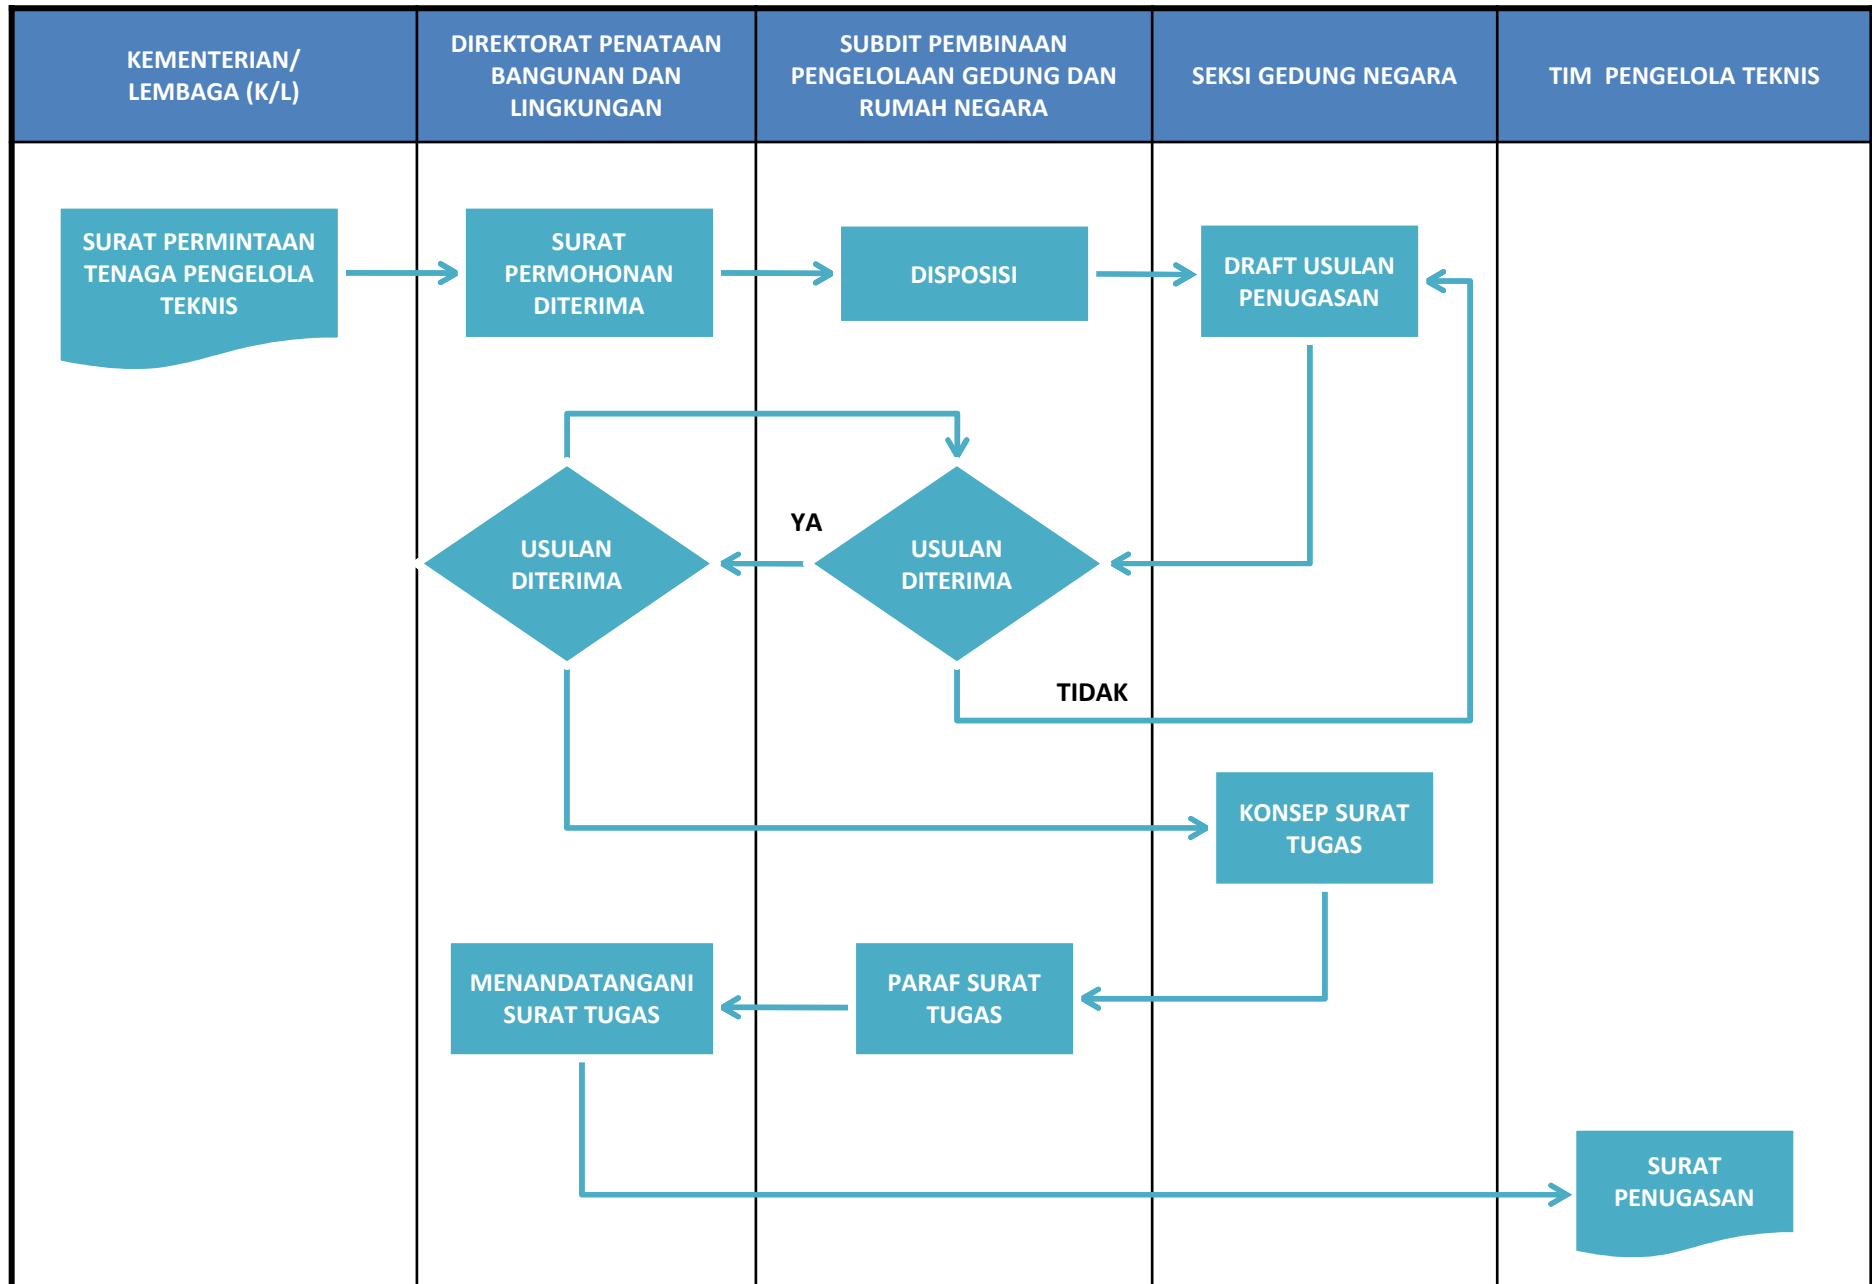 KEMENTERIAN/
LEMBAGA (K/L)
DIREKTORAT PENATAAN
BANGUNAN DAN
LINGKUNGAN
SUBDIT PEMBINAAN
PENGELOLAAN GEDUNG DAN
RUMAH NEGARA
SEKSI GEDUNG NEGARA
TIM PENGELOLA TEKNIS
SURAT PERMINTAAN
TENAGA PENGELOLA
TEKNIS
SURAT
PERMOHONAN
DITERIMA
DISPOSISI
DRAFT USULAN
PENUGASAN
USULAN
DITERIMA
YA
USULAN
DITERIMA
TIDAK
KONSEP SURAT
TUGAS
MENANDATANGANI
SURAT TUGAS
PARAF SURAT
TUGAS
SURAT
PENUGASAN